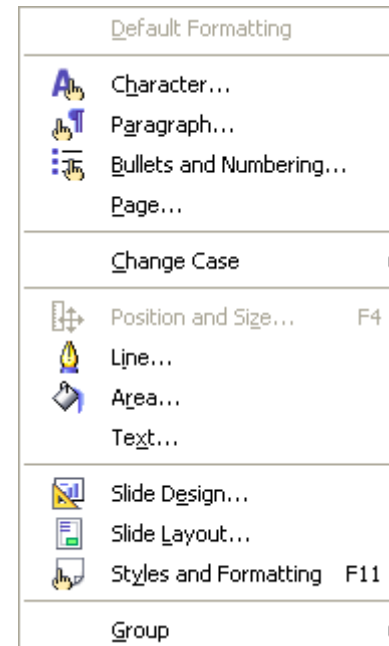 Default Formatting
Character...
Paragraph...
Bullets and Numbering...
Page...
Change Case
Position and Size... F4
Line...
Area...
Text...
Slide Design...
Slide Layout...
Styles and Formatting F11
Group